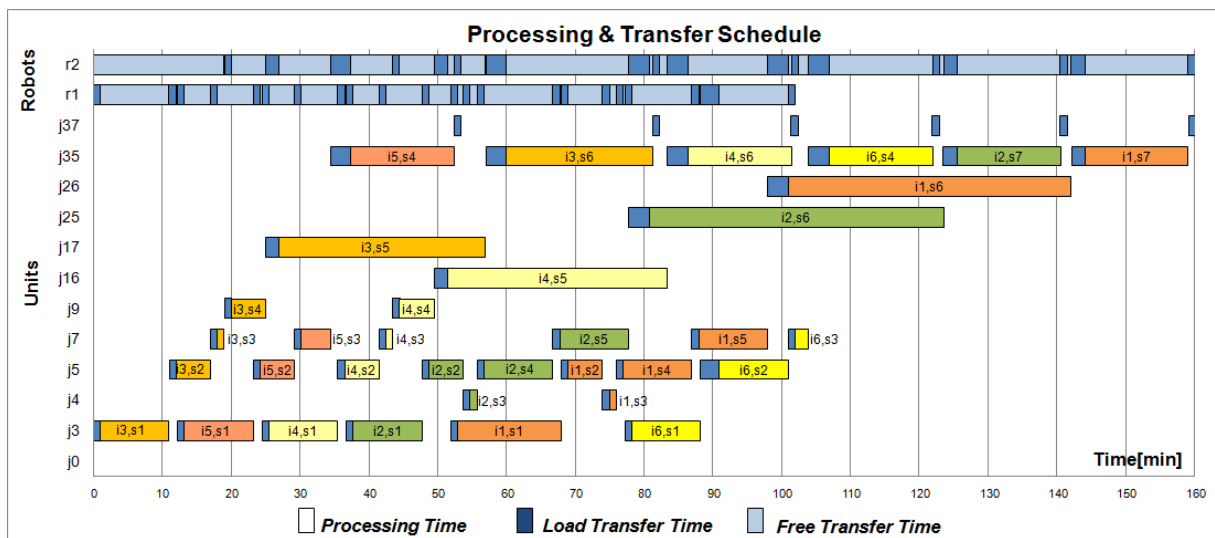 Processing & Transfer Schedule
Robots
r2
r1
Units
j37
j35 i5,s4 i3,s6 i4,s6 i6,s4 i2,s7 i1,s7
j26 i1,s6
j25 i2,s6
j17 i3,s5
j16 i4,s5
j9 i3,s4 i4,s4
j7 i3,s3 i5,s3 i4,s3 i2,s5 i1,s5 i6,s3
j5 i3,s2 i5,s2 i4,s2 i2,s2 i2,s4 i1,s2 i1,s4 i6,s2
j4 i2,s3 i1,s3
j3 i3,s1 i5,s1 i4,s1 i2,s1 i1,s1 i6,s1
j0 Time[min]
0 10 20 30 40 50 60 70 80 90 100 110 120 130 140 150 160
Processing Time Load Transfer Time Free Transfer Time